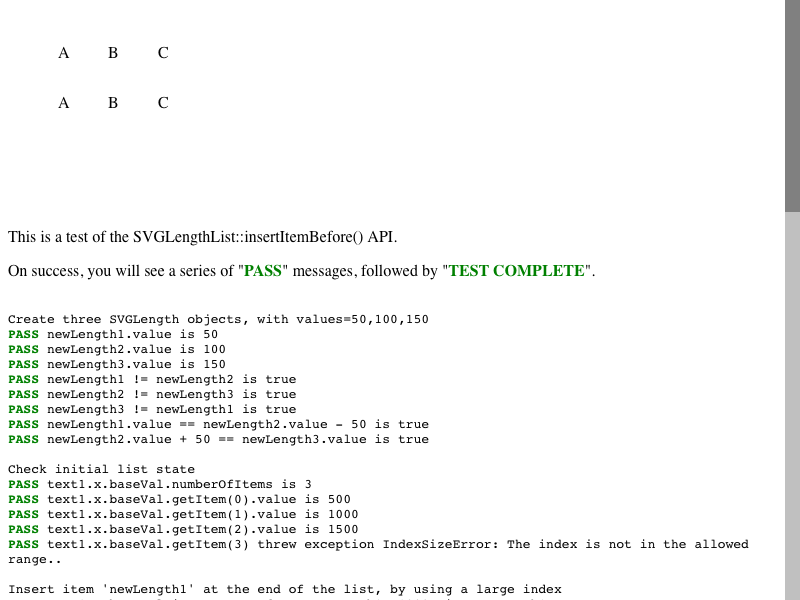 A B C
A B C
This is a test of the SVGLengthList::insertItemBefore() API.
On success, you will see a series of "PASS" messages, followed by "TEST COMPLETE".
Create three SVGLength objects, with values=50,100,150
PASS newLength1.value is 50
PASS newLength2.value is 100
PASS newLength3.value is 150
PASS newLength1 != newLength2 is true
PASS newLength2 != newLength3 is true
PASS newLength3 != newLength1 is true
PASS newLength1.value == newLength2.value - 50 is true
PASS newLength2.value + 50 == newLength3.value is true
Check initial list state
PASS text1.x.baseVal.numberOfItems is 3
PASS text1.x.baseVal.getItem(0).value is 500
PASS text1.x.baseVal.getItem(1).value is 1000
PASS text1.x.baseVal.getItem(2).value is 1500
PASS text1.x.baseVal.getItem(3) threw exception IndexSizeError: The index is not in the allowed
range..
Insert item 'newLength1' at the end of the list, by using a large index